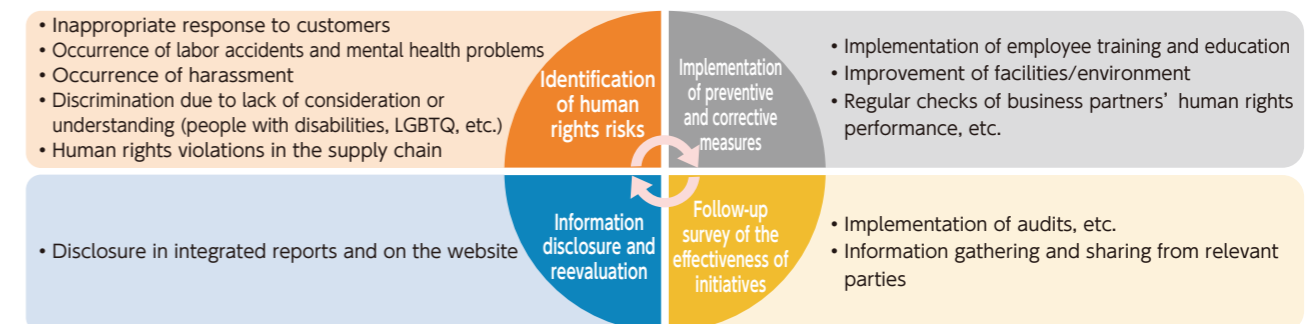 • Inappropriate response to customers
• Occurrence of labor accidents and mental health problems
• Occurrence of harassment
• Discrimination due to lack of consideration or
understanding (people with disabilities, LGBTQ, etc.)
• Human rights violations in the supply chain
Identification
of human
rights risks
Implementation
of preventive
and corrective
measures
• Implementation of employee training and education
• Improvement of facilities/environment
• Regular checks of business partners’ human rights
performance, etc.
• Disclosure in integrated reports and on the website
Information
disclosure and
reevaluation
Follow-up
survey of the
effectiveness of
initiatives
• Implementation of audits, etc.
• Information gathering and sharing from relevant
parties